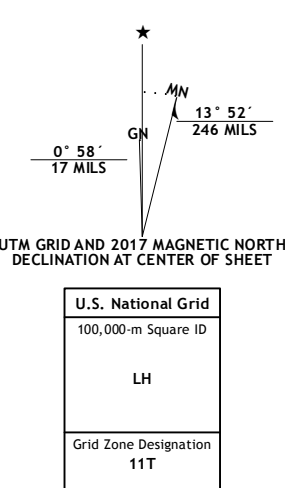 MN
GN
13° 52´
246 MILS
0° 58´
17 MILS
UTM GRID AND 2017 MAGNETIC NORTH
DECLINATION AT CENTER OF SHEET
U.S. National Grid
100,000-m Square ID
LH
Grid Zone Designation
11T